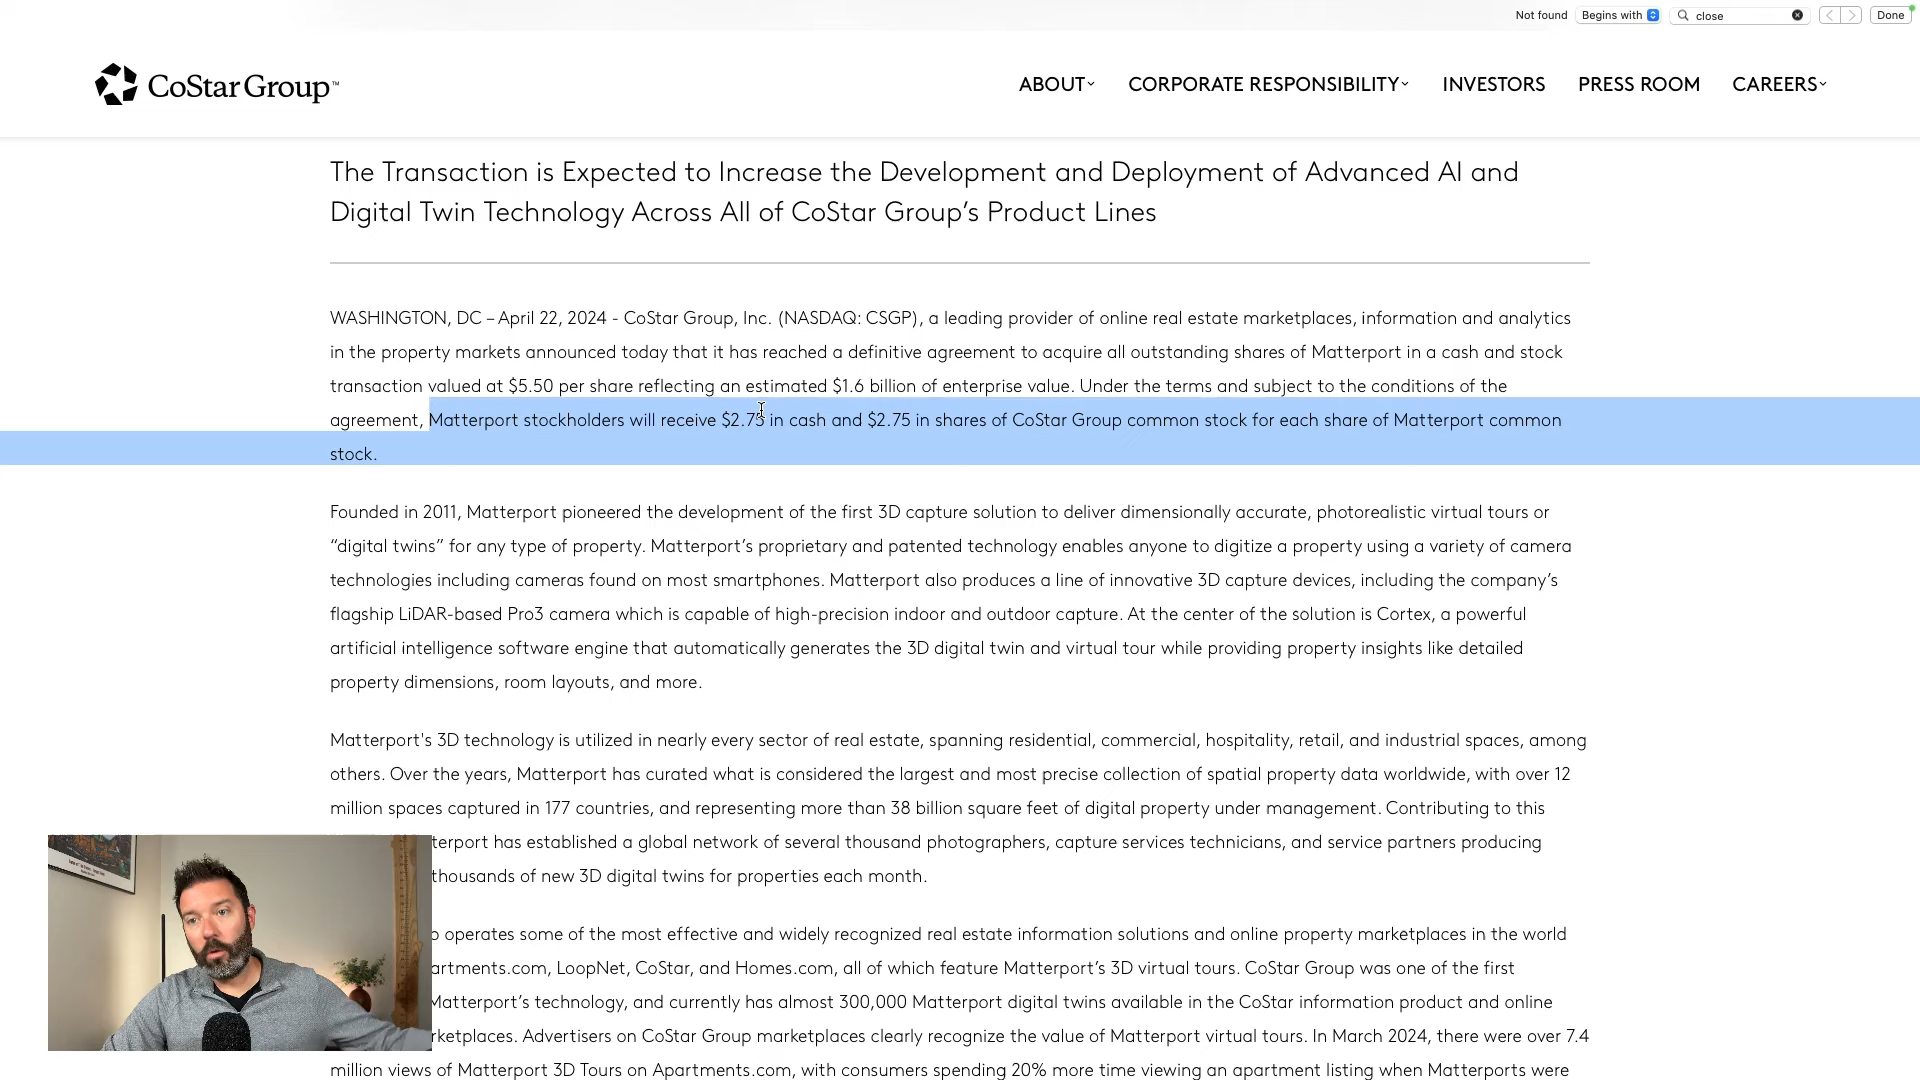 Not found Begins with close Done
CoStar Group™ ABOUT CORPORATE RESPONSIBILITY INVESTORS PRESS ROOM CAREERS
The Transaction is Expected to Increase the Development and Deployment of Advanced AI and
Digital Twin Technology Across All of CoStar Group’s Product Lines
WASHINGTON, DC – April 22, 2024 - CoStar Group, Inc. (NASDAQ: CSGP), a leading provider of online real estate marketplaces, information and analytics
in the property markets announced today that it has reached a definitive agreement to acquire all outstanding shares of Matterport in a cash and stock
transaction valued at $5.50 per share reflecting an estimated $1.6 billion of enterprise value. Under the terms and subject to the conditions of the
agreement, Matterport stockholders will receive $2.75 in cash and $2.75 in shares of CoStar Group common stock for each share of Matterport common
stock.
Founded in 2011, Matterport pioneered the development of the first 3D capture solution to deliver dimensionally accurate, photorealistic virtual tours or
“digital twins” for any type of property. Matterport’s proprietary and patented technology enables anyone to digitize a property using a variety of camera
technologies including cameras found on most smartphones. Matterport also produces a line of innovative 3D capture devices, including the company’s
flagship LiDAR-based Pro3 camera which is capable of high-precision indoor and outdoor capture. At the center of the solution is Cortex, a powerful
artificial intelligence software engine that automatically generates the 3D digital twin and virtual tour while providing property insights like detailed
property dimensions, room layouts, and more.
Matterport's 3D technology is utilized in nearly every sector of real estate, spanning residential, commercial, hospitality, retail, and industrial spaces, among
others. Over the years, Matterport has curated what is considered the largest and most precise collection of spatial property data worldwide, with over 12
million spaces captured in 177 countries, and representing more than 38 billion square feet of digital property under management. Contributing to this
terport has established a global network of several thousand photographers, capture services technicians, and service partners producing
thousands of new 3D digital twins for properties each month.
operates some of the most effective and widely recognized real estate information solutions and online property marketplaces in the world
artments.com, LoopNet, CoStar, and Homes.com, all of which feature Matterport’s 3D virtual tours. CoStar Group was one of the first
Matterport’s technology, and currently has almost 300,000 Matterport digital twins available in the CoStar information product and online
rketplaces. Advertisers on CoStar Group marketplaces clearly recognize the value of Matterport virtual tours. In March 2024, there were over 7.4
million views of Matterport 3D Tours on Apartments.com, with consumers spending 20% more time viewing an apartment listing when Matterports were